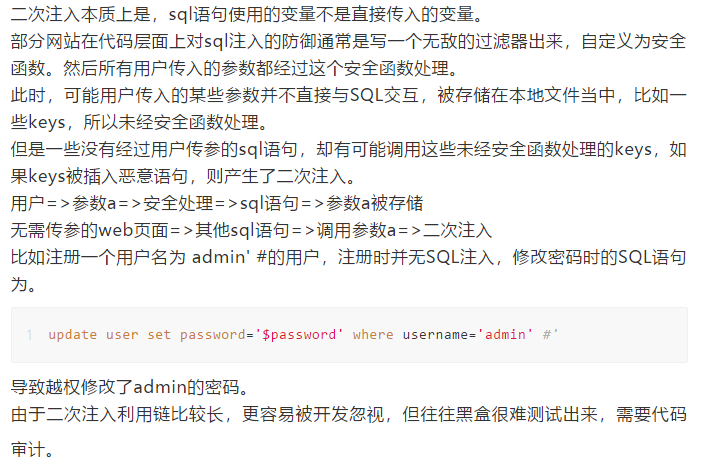 二次注入本质上是，sql语句使用的变量不是直接传入的变量。
部分网站在代码层面上对sql注入的防御通常是写一个无敌的过滤器出来，自定义为安全
函数。然后所有用户传入的参数都经过这个安全函数处理。
此时，可能用户传入的某些参数并不直接与SQL交互，被存储在本地文件当中，比如一
些keys，所以未经安全函数处理。
但是一些没有经过用户传参的sql语句，却有可能调用这些未经安全函数处理的keys，如
果keys被插入恶意语句，则产生了二次注入。
用户=>参数a=>安全处理=>sql语句=>参数a被存储
无需传参的web页面=>其他sql语句=>调用参数a=>二次注入
比如注册一个用户名为 admin' #的用户，注册时并无SQL注入，修改密码时的SQL语句
为。
1 update user set password='$password' where username='admin' #'
导致越权修改了admin的密码。
由于二次注入利用链比较长，更容易被开发忽视，但往往黑盒很难测试出来，需要代码
审计。